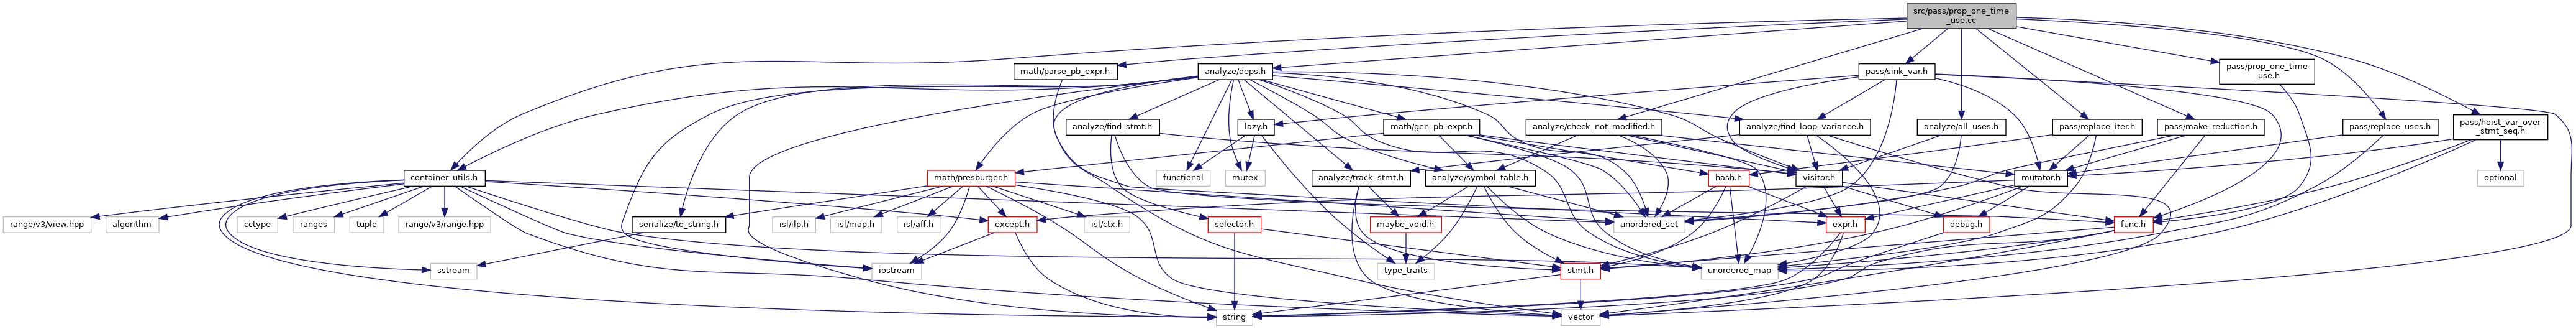 src/pass/prop_one_time
_use.cc
math/parse_pb_expr.h
analyze/deps.h
pass/sink_var.h
pass/prop_one_time
_use.h
analyze/find_stmt.h
lazy.h
math/gen_pb_expr.h
analyze/check_not_modified.h
analyze/find_loop_variance.h
analyze/all_uses.h
pass/replace_iter.h
pass/make_reduction.h
pass/replace_uses.h
pass/hoist_var_over
_stmt_seq.h
container_utils.h
math/presburger.h
functional
mutex
analyze/track_stmt.h
analyze/symbol_table.h
hash.h
visitor.h
mutator.h
optional
range/v3/view.hpp
algorithm
cctype
ranges
tuple
range/v3/range.hpp
serialize/to_string.h
isl/ilp.h
isl/map.h
isl/aff.h
except.h
isl/ctx.h
selector.h
maybe_void.h
unordered_set
expr.h
debug.h
func.h
sstream
iostream
stmt.h
type_traits
unordered_map
string
vector